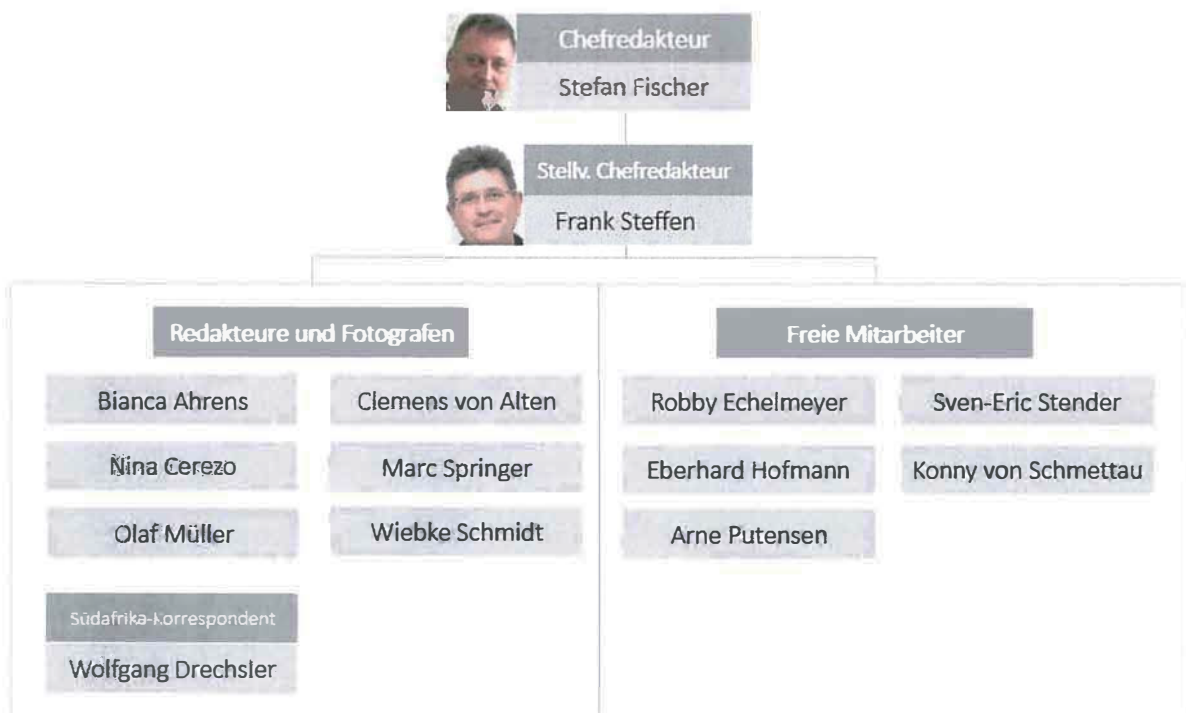 Chefredakteur
Stefan Fischer
Stellv. Chefredakteur
Frank Steffen
Redakteure und Fotografen
Bianca Ahrens
Clemens von Alten
Nina Cerezo
Marc Springer
Olaf Müller
Wiebke Schmidt
Südafrika-Korrespondent
Wolfgang Drechsler
Freie Mitarbeiter
Robby Echelmeyer
Sven-Eric Stender
Eberhard Hofmann
Konny von Schmettau
Arne Putensen